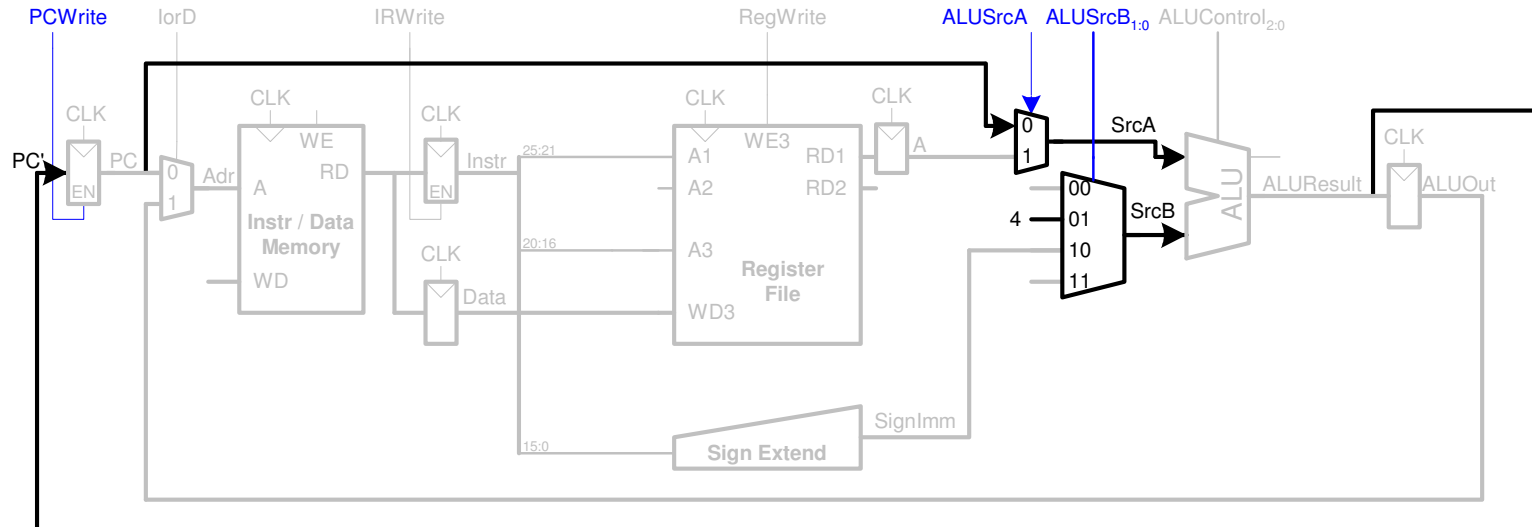 PCWrite IorD IRWrite RegWrite ALUSrcA ALUSrcB1:0 ALUControl2:0
CLK CLK CLK CLK CLK CLK
PC' PC EN
0 1 Adr
WE RD A WD
Instr / Data
Memory
Instr EN
CLK
Data
25:21
20:16
15:0
WE3
A1 RD1
A2 RD2
A3
WD3
Register
File
A
0
1
SrcA
4
00
01
10
11
SrcB
ALU
ALUResult
ALUOut
SignImm
Sign Extend